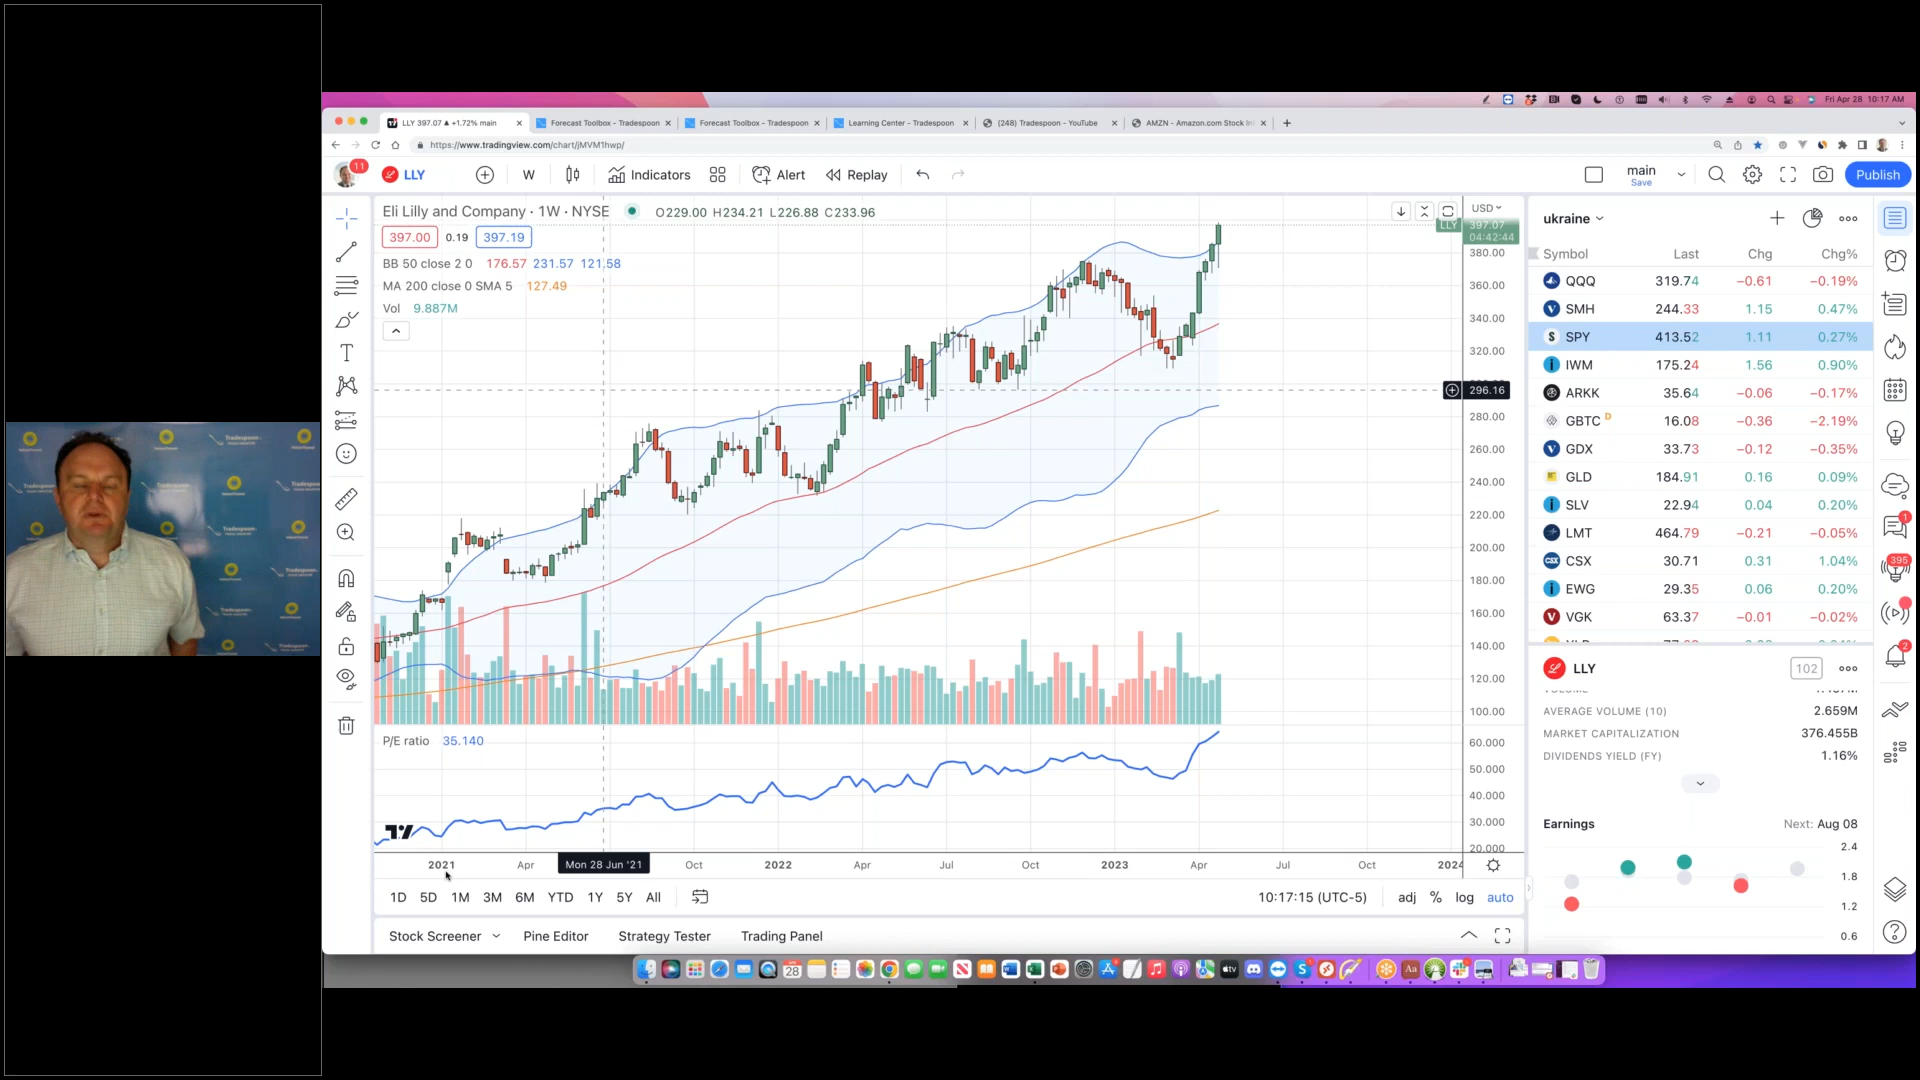 Fri Apr 28 10:17 AM
LLY 397.07 ▲ +1.72% main
Forecast Toolbox - Tradespoon
Forecast Toolbox - Tradespoon
Learning Center - Tradespoon
(248) Tradespoon - YouTube
AMZN - Amazon.com Stock
https://www.tradingview.com/chart/jMVM1hwp/
11
LLY
W
Indicators
Alert
Replay
main
Save
Publish
Eli Lilly and Company · 1W · NYSE
O229.00 H234.21 L226.88 C233.96
397.00 0.19 397.19
BB 50 close 2 0 176.57 231.57 121.58
MA 200 close 0 SMA 5 127.49
Vol 9.887M
USD
LLY 397.07
04:42:44
380.00
360.00
340.00
320.00
296.16
280.00
260.00
240.00
220.00
200.00
180.00
160.00
140.00
120.00
100.00
P/E ratio 35.140
60.000
50.000
40.000
30.000
20.000
2021 Apr Mon 28 Jun '21 Oct 2022 Apr Jul Oct 2023 Apr Jul Oct 2024
1D 5D 1M 3M 6M YTD 1Y 5Y All
10:17:15 (UTC-5) adj % log auto
Stock Screener Pine Editor Strategy Tester Trading Panel
ukraine
Symbol Last Chg Chg%
QQQ 319.74 −0.61 −0.19%
SMH 244.33 1.15 0.47%
SPY 413.52 1.11 0.27%
IWM 175.24 1.56 0.90%
ARKK 35.64 −0.06 −0.17%
GBTC D 16.08 −0.36 −2.19%
GDX 33.73 −0.12 −0.35%
GLD 184.91 0.16 0.09%
SLV 22.94 0.04 0.20%
LMT 464.79 −0.21 −0.05%
CSX 30.71 0.31 1.04%
EWG 29.35 0.06 0.20%
VGK 63.37 −0.01 −0.02%
LLY 102
AVERAGE VOLUME (10) 2.659M
MARKET CAPITALIZATION 376.455B
DIVIDENDS YIELD (FY) 1.16%
Earnings Next: Aug 08
2.4
1.8
1.2
0.6
1
395
2
Tradespoon
Tradespoon
28